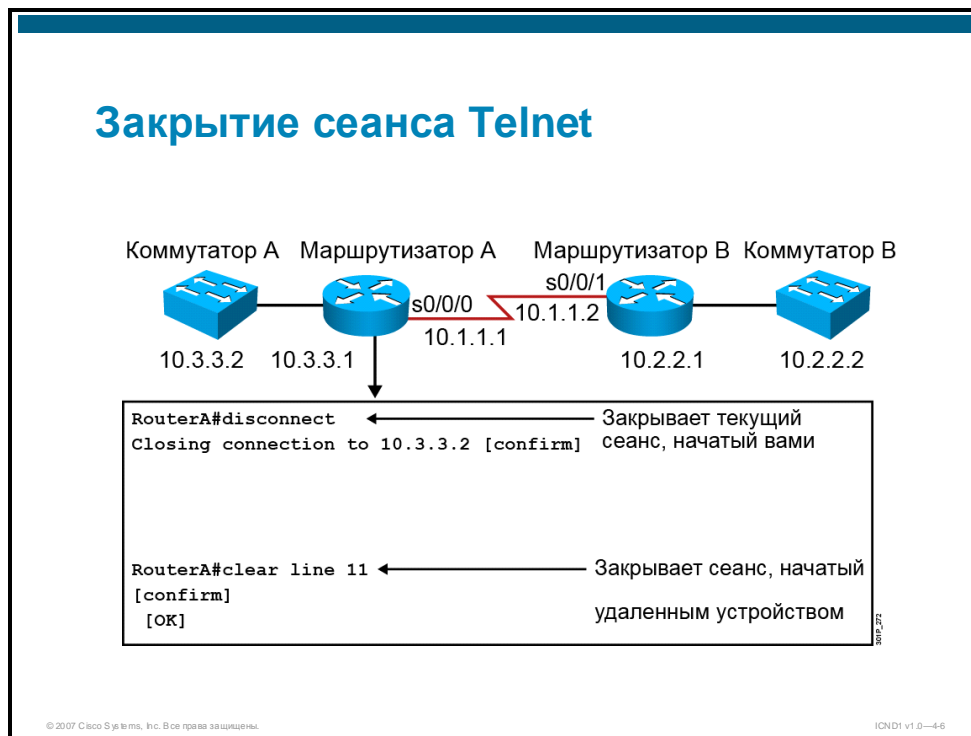 Закрытие сеанса Telnet
Коммутатор A Маршрутизатор A Маршрутизатор B Коммутатор B
s0/0/1
s0/0/0
10.1.1.2
10.1.1.1
10.3.3.2 10.3.3.1 10.2.2.1 10.2.2.2
RouterA#disconnect Закрывает текущий
Closing connection to 10.3.3.2 [confirm] сеанс, начатый вами
RouterA#clear line 11 Закрывает сеанс, начатый
[confirm]
[OK] удаленным устройством
301P_272
© 2007 Cisco Systems, Inc. Все права защищены. ICND1 v1.0—4-6